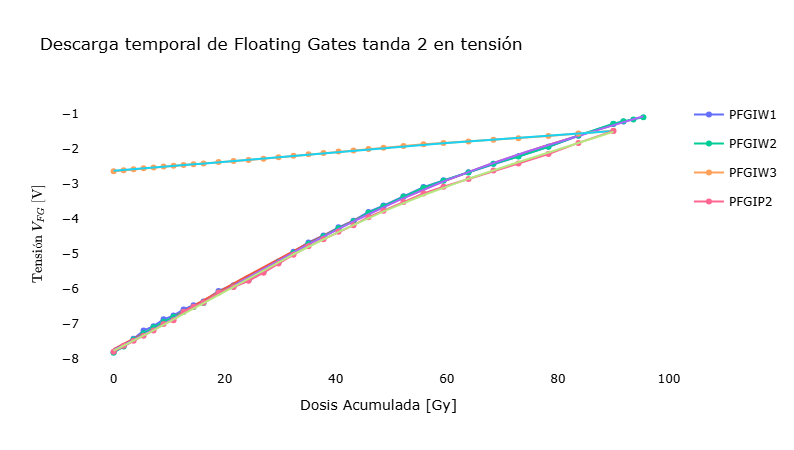 Descarga temporal de Floating Gates tanda 2 en tensión
Tensión V_FG [V]
−1
−2
−3
−4
−5
−6
−7
−8
0 20 40 60 80 100
Dosis Acumulada [Gy]
PFGIW1
PFGIW2
PFGIW3
PFGIP2